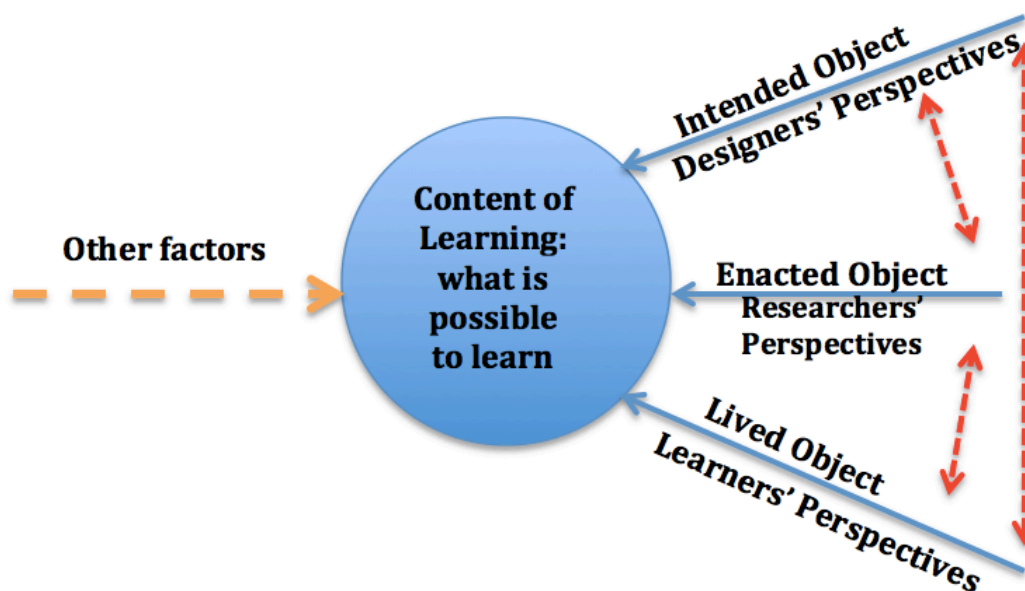 Other factors
Content of
Learning:
what is
possible
to learn
Intended Object
Designers’ Perspectives
Enacted Object
Researchers’
Perspectives
Lived Object
Learners’ Perspectives